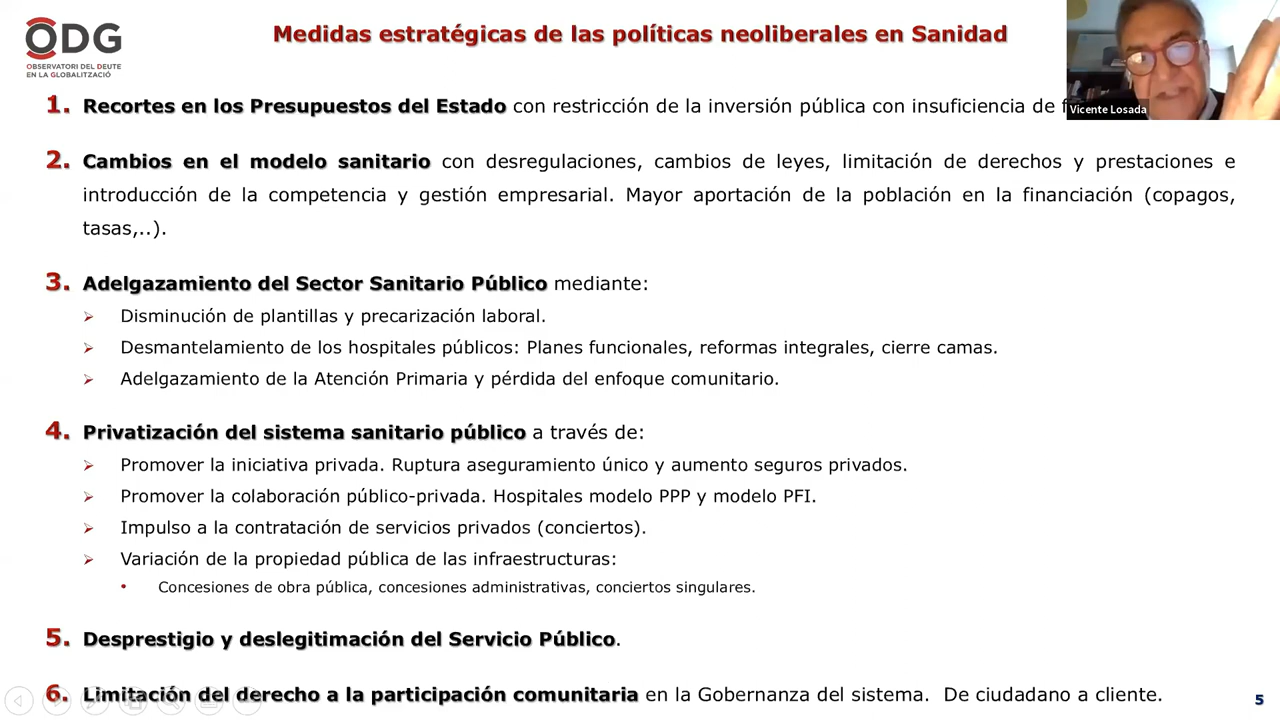 ODG
OBSERVATORI DEL DEUTE
EN LA GLOBALITZACIÓ
Medidas estratégicas de las políticas neoliberales en Sanidad
Vicente Losada
1. Recortes en los Presupuestos del Estado con restricción de la inversión pública con insuficiencia de
2. Cambios en el modelo sanitario con desregulaciones, cambios de leyes, limitación de derechos y prestaciones e
introducción de la competencia y gestión empresarial. Mayor aportación de la población en la financiación (copagos,
tasas,..).
3. Adelgazamiento del Sector Sanitario Público mediante:
➢ Disminución de plantillas y precarización laboral.
➢ Desmantelamiento de los hospitales públicos: Planes funcionales, reformas integrales, cierre camas.
➢ Adelgazamiento de la Atención Primaria y pérdida del enfoque comunitario.
4. Privatización del sistema sanitario público a través de:
➢ Promover la iniciativa privada. Ruptura aseguramiento único y aumento seguros privados.
➢ Promover la colaboración público-privada. Hospitales modelo PPP y modelo PFI.
➢ Impulso a la contratación de servicios privados (conciertos).
➢ Variación de la propiedad pública de las infraestructuras:
• Concesiones de obra pública, concesiones administrativas, conciertos singulares.
5. Desprestigio y deslegitimación del Servicio Público.
6. Limitación del derecho a la participación comunitaria en la Gobernanza del sistema. De ciudadano a cliente.
5